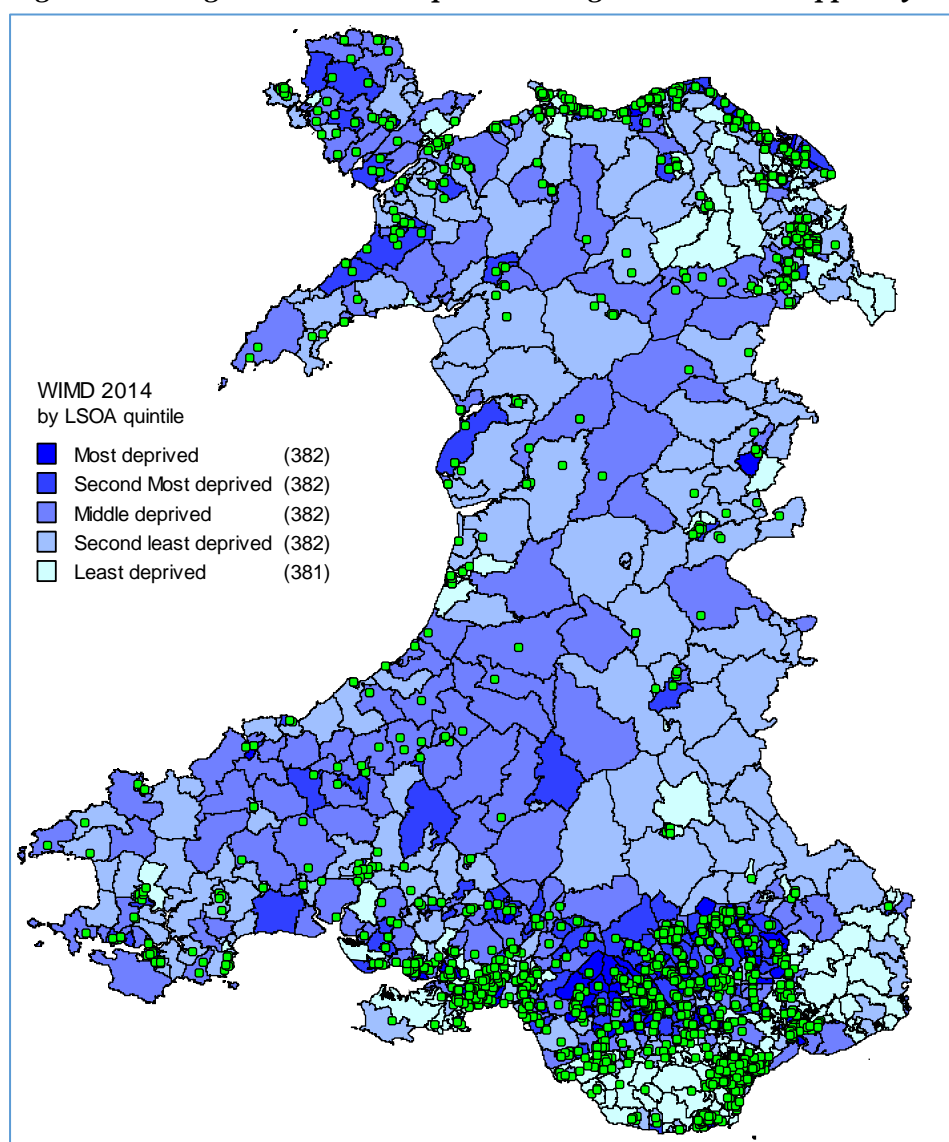 WIMD 2014
by LSOA quintile
Most deprived (382)
Second Most deprived (382)
Middle deprived (382)
Second least deprived (382)
Least deprived (381)